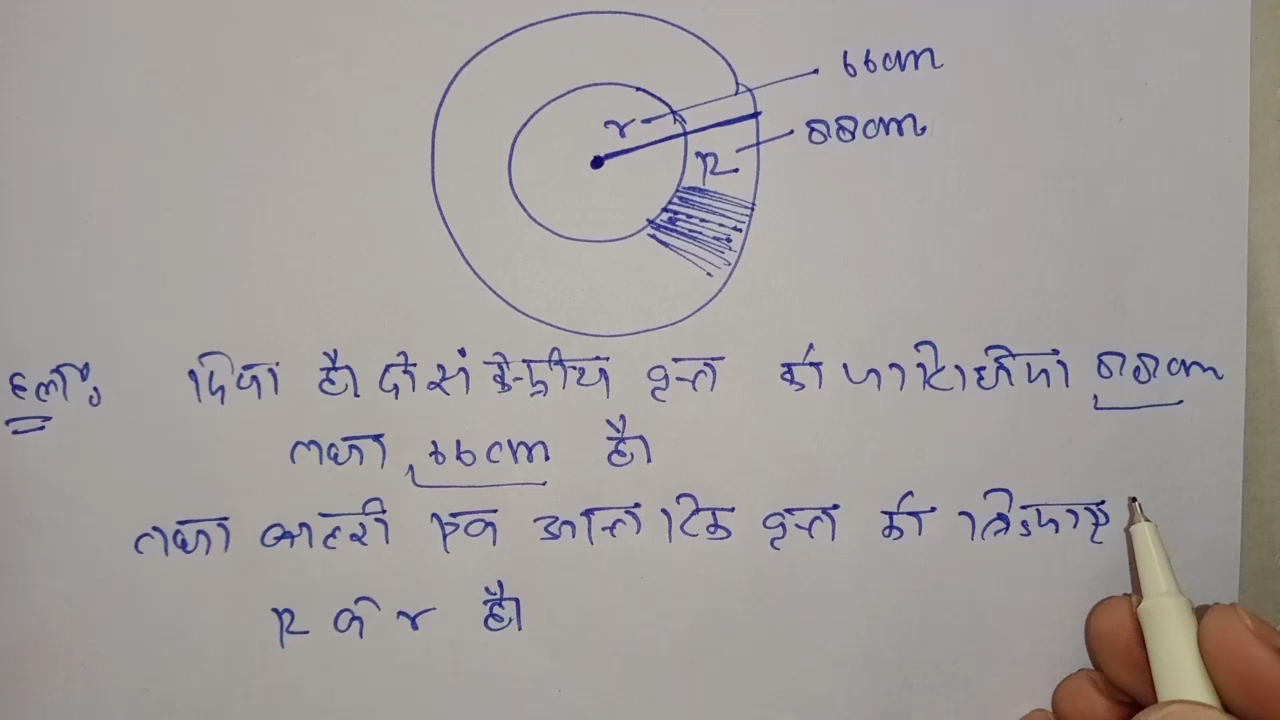 66cm
r
88cm
R
हलः दिया है। दो संकेन्द्रीय वृत्त की परिधीया 88cm
तथा 66cm है।
तथा बाहरी एव आन्तरिक वृत्त की त्रिज्याए
R व r है।